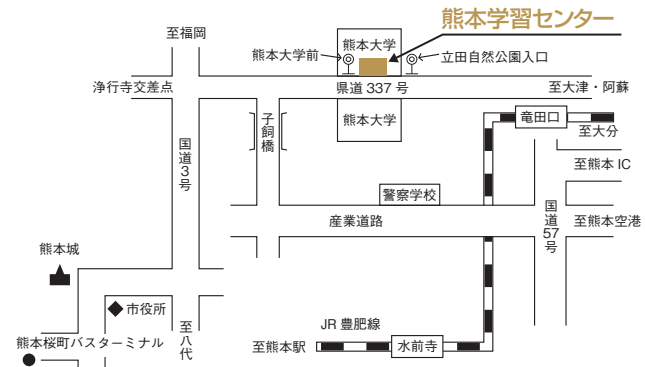 熊本学習センター
至福岡
熊本大学
熊本大学前
立田自然公園入口
浄行寺交差点
県道 337 号
至大津・阿蘇
子飼橋
熊本大学
竜田口
至大分
国道3号
至熊本 IC
警察学校
産業道路
国道57号
至熊本空港
熊本城
市役所
至八代
JR 豊肥線
熊本桜町バスターミナル
至熊本駅
水前寺